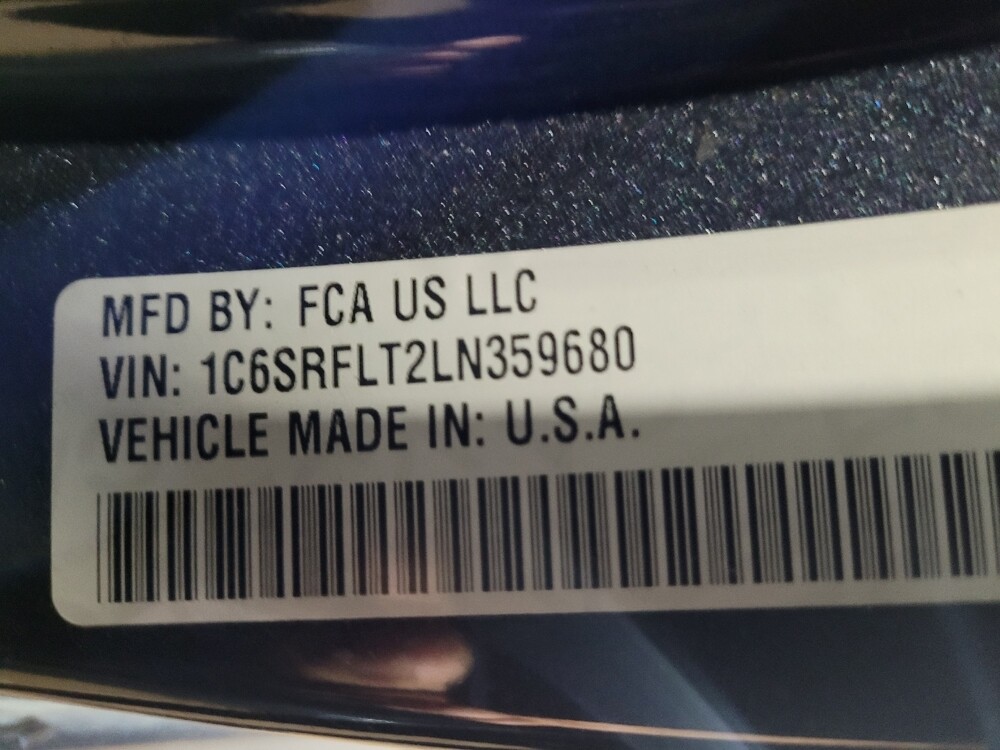 MFD BY: FCA US LLC
VIN: 1C6SRFLT2LN359680
VEHICLE MADE IN: U.S.A.